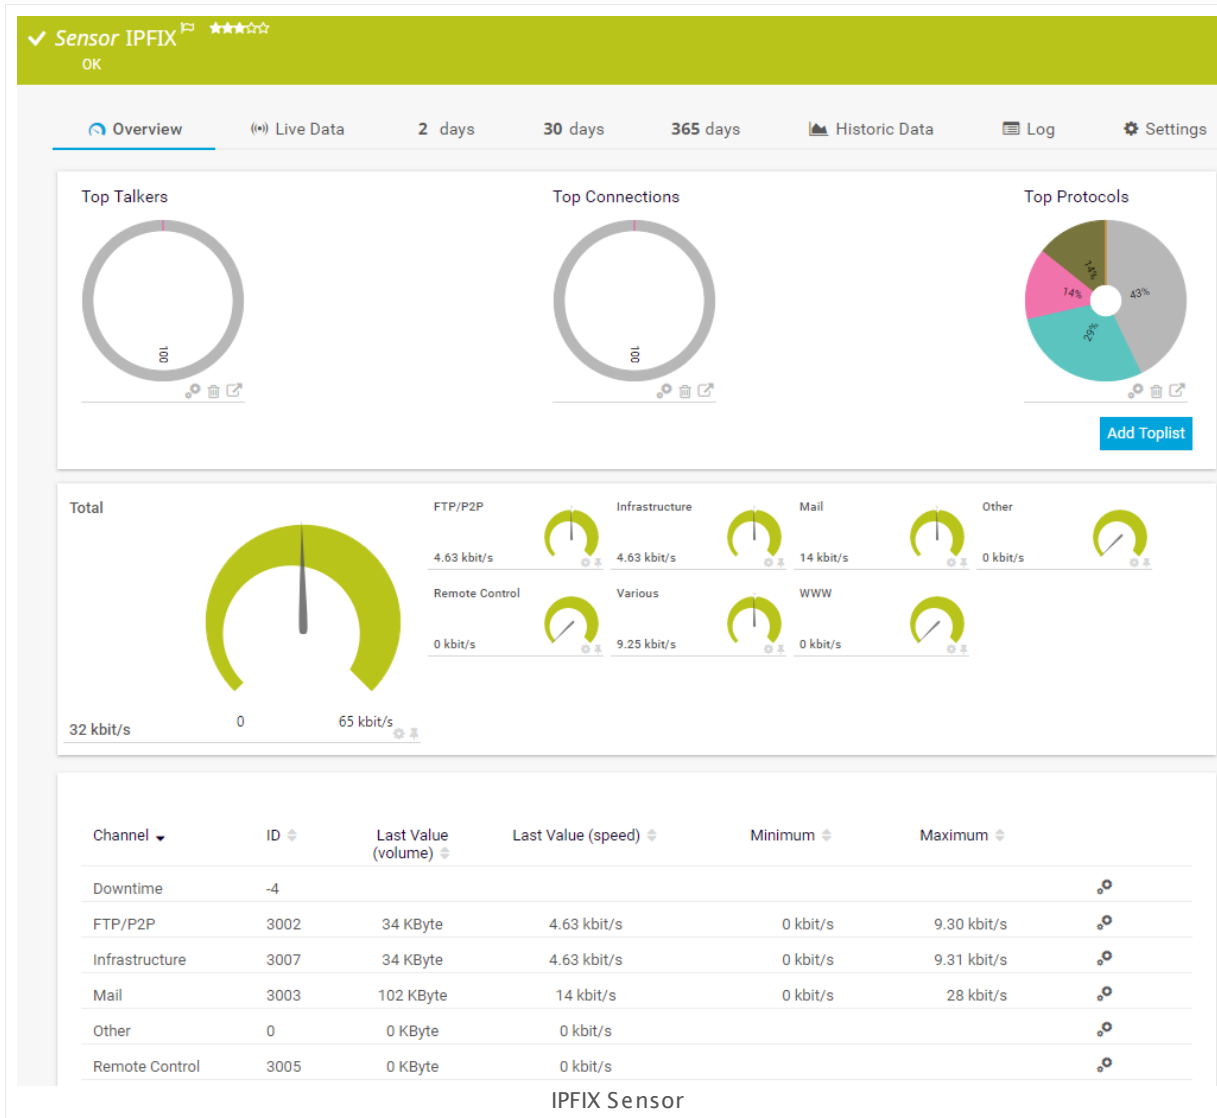 Sensor IPFIX
OK
Overview Live Data 2 days 30 days 365 days Historic Data Log Settings
Top Talkers Top Connections Top Protocols
100 100 14% 14% 29% 43%
Add Toplist
Total
32 kbit/s
0 65 kbit/s
FTP/P2P Infrastructure Mail Other
4.63 kbit/s 4.63 kbit/s 14 kbit/s 0 kbit/s
Remote Control Various WWW
0 kbit/s 9.25 kbit/s 0 kbit/s
Channel ID Last Value (volume) Last Value (speed) Minimum Maximum
Downtime -4
FTP/P2P 3002 34 KByte 4.63 kbit/s 0 kbit/s 9.30 kbit/s
Infrastructure 3007 34 KByte 4.63 kbit/s 0 kbit/s 9.31 kbit/s
Mail 3003 102 KByte 14 kbit/s 0 kbit/s 28 kbit/s
Other 0 0 KByte 0 kbit/s
Remote Control 3005 0 KByte 0 kbit/s
IPFIX Sensor